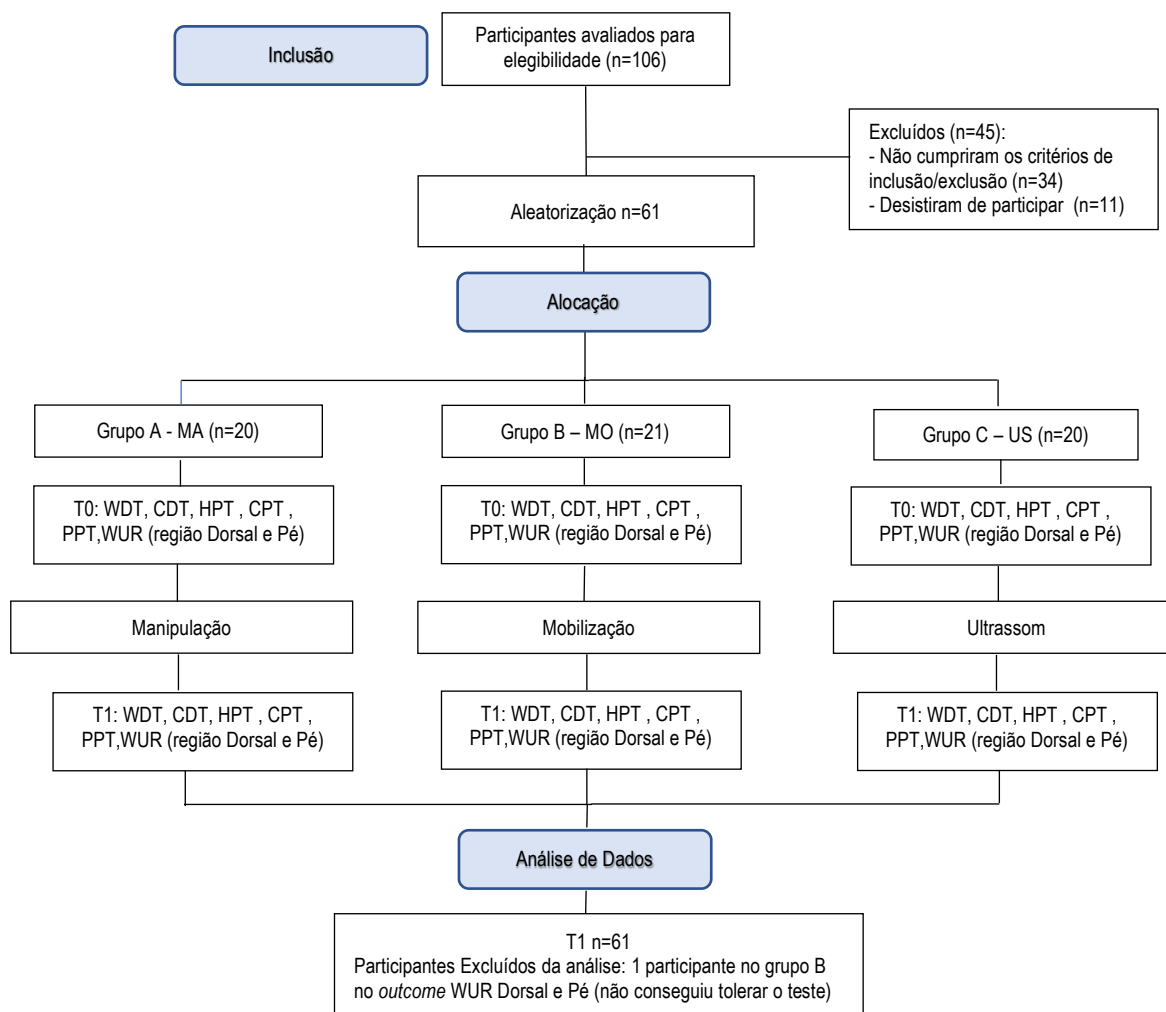 Inclusão
Participantes avaliados para
elegibilidade (n=106)
Excluídos (n=45):
- Não cumpriram os critérios de
inclusão/exclusão (n=34)
- Desistiram de participar (n=11)
Aleatorização n=61
Alocação
Grupo A - MA (n=20)
Grupo B – MO (n=21)
Grupo C – US (n=20)
T0: WDT, CDT, HPT , CPT ,
PPT,WUR (região Dorsal e Pé)
T0: WDT, CDT, HPT , CPT ,
PPT,WUR (região Dorsal e Pé)
T0: WDT, CDT, HPT , CPT ,
PPT,WUR (região Dorsal e Pé)
Manipulação
Mobilização
Ultrassom
T1: WDT, CDT, HPT , CPT ,
PPT,WUR (região Dorsal e Pé)
T1: WDT, CDT, HPT , CPT ,
PPT,WUR (região Dorsal e Pé)
T1: WDT, CDT, HPT , CPT ,
PPT,WUR (região Dorsal e Pé)
Análise de Dados
T1 n=61
Participantes Excluídos da análise: 1 participante no grupo B
no outcome WUR Dorsal e Pé (não conseguiu tolerar o teste)